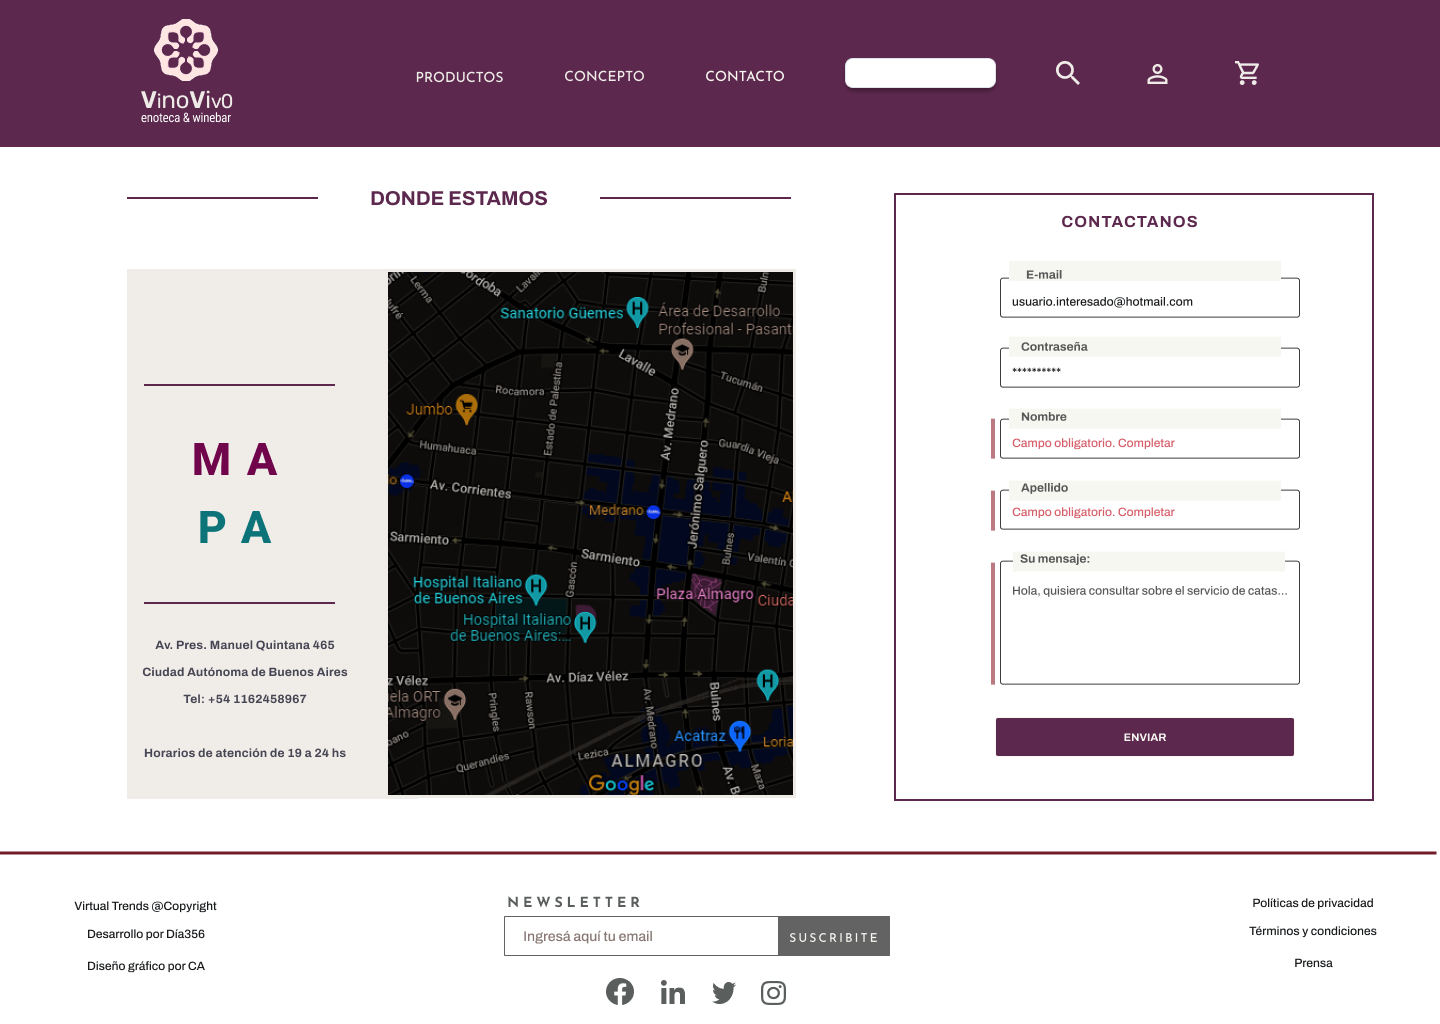 VinoViv0
enoteca & winebar
PRODUCTOS
CONCEPTO
CONTACTO
DONDE ESTAMOS
MA
PA
Av. Pres. Manuel Quintana 465
Ciudad Autónoma de Buenos Aires
Tel: +54 1162458967
Horarios de atención de 19 a 24 hs
Lerma
Sanatorio Güemes
Área de Desarrollo
Profesional - Pasant
Lavalle
Tucumán
Rocamora
Estado de Palestina
Jumbo
Av. Medrano
Humahuaca
Guardia Vieja
Jerónimo Salguero
Av. Corrientes
Medrano
Sarmiento
Sarmiento
Bulnes
Valentín G
Gascón
Hospital Italiano
de Buenos Aires
Plaza Almagro
Ciuda
Hospital Italiano
de Buenos Aires:...
z Vélez
Av. Díaz Vélez
ela ORT
Almagro
Pringles
Rawson
Av. Medrano
Bulnes
Acatraz
Loria
Querandíes
Lezica
ALMAGRO
Maza
Av. B
Google
CONTACTANOS
E-mail
usuario.interesado@hotmail.com
Contraseña
**********
Nombre
Campo obligatorio. Completar
Apellido
Campo obligatorio. Completar
Su mensaje:
Hola, quisiera consultar sobre el servicio de catas...
ENVIAR
Virtual Trends @Copyright
Desarrollo por Día356
Diseño gráfico por CA
NEWSLETTER
Ingresá aquí tu email
SUSCRIBITE
Políticas de privacidad
Términos y condiciones
Prensa